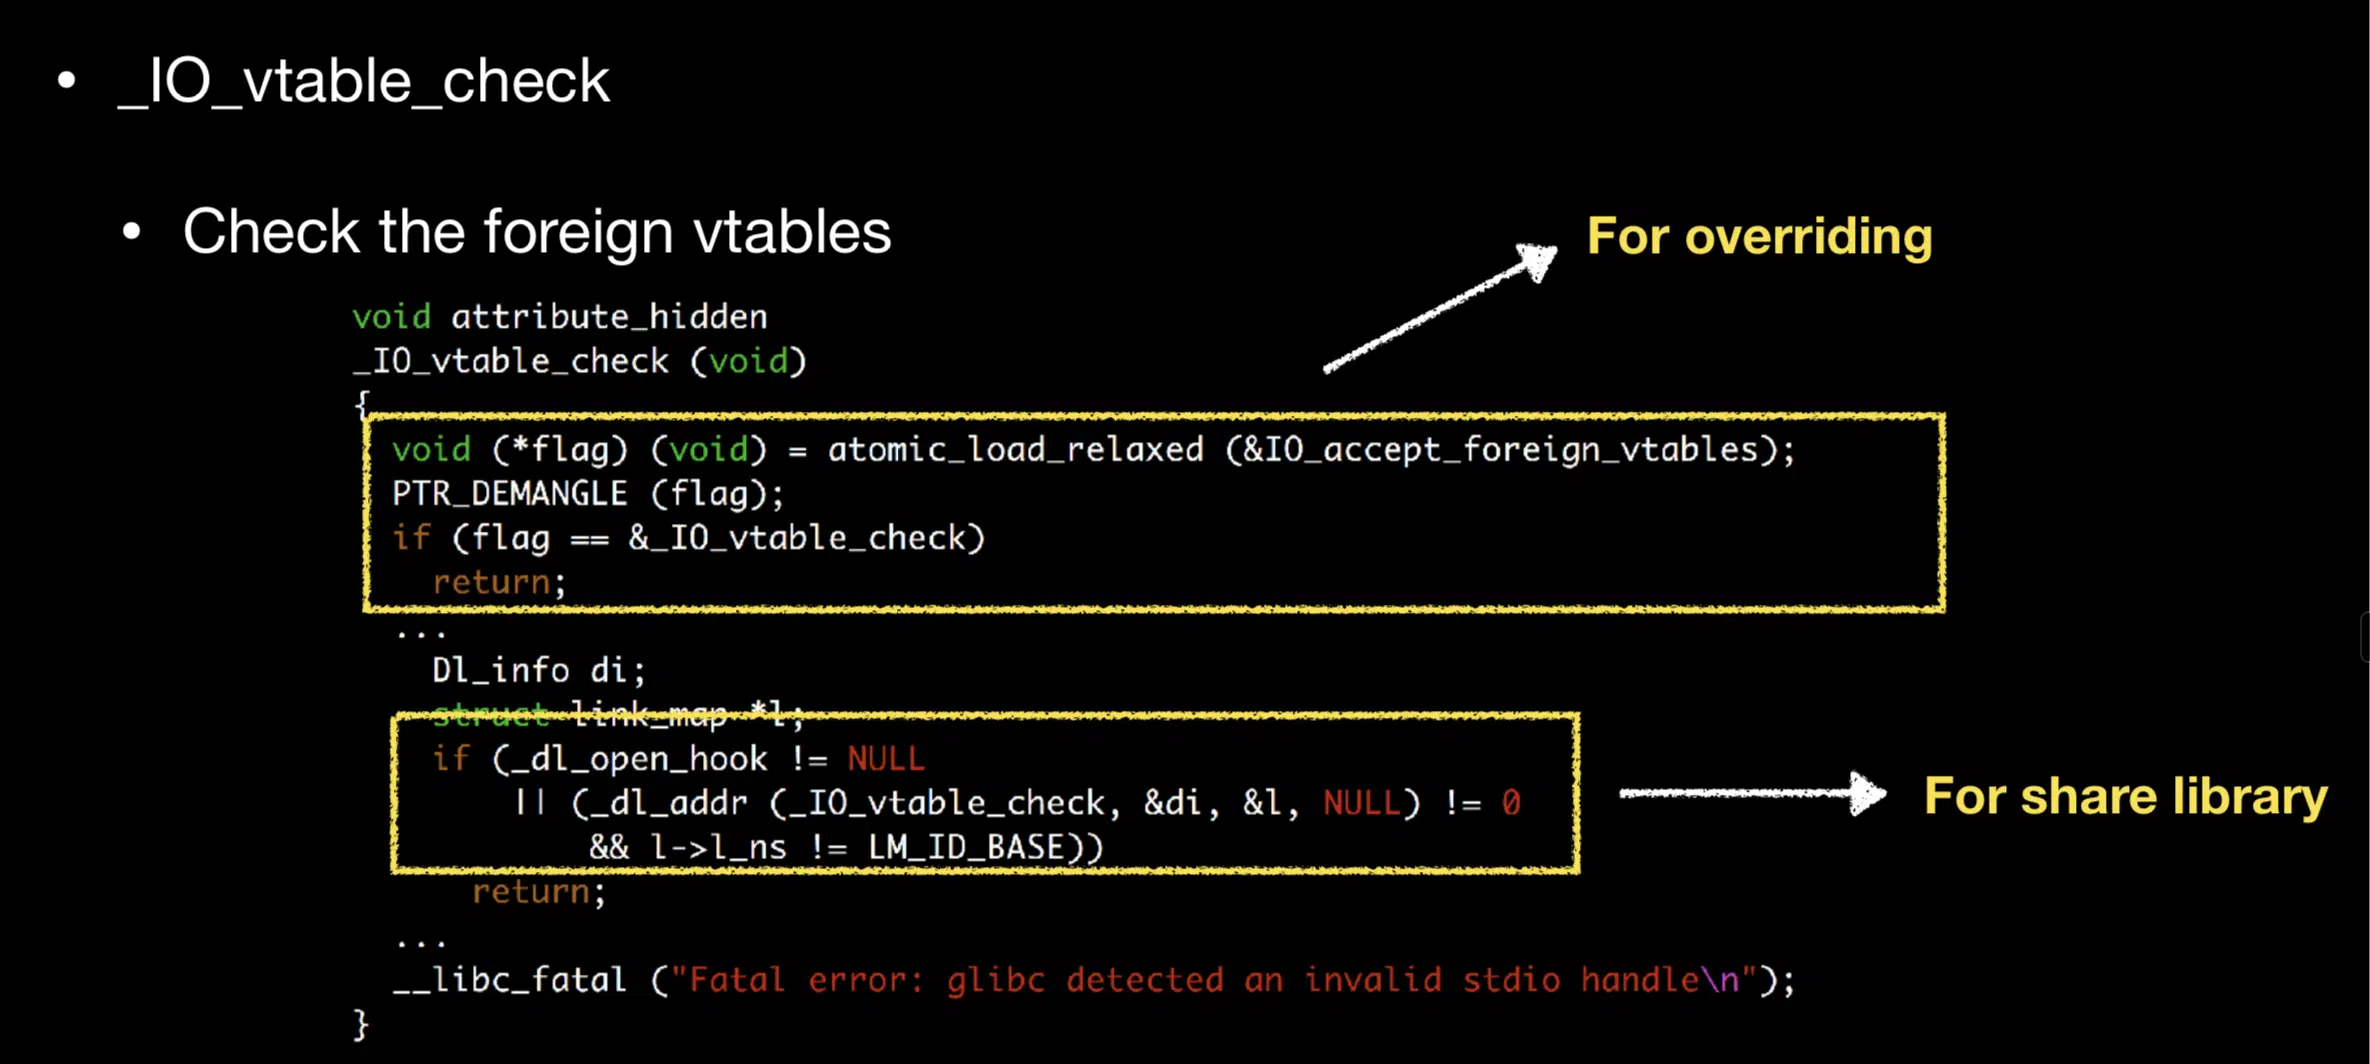 • _IO_vtable_check
• Check the foreign vtables
For overriding
void attribute_hidden
_IO_vtable_check (void)
{
void (*flag) (void) = atomic_load_relaxed (&IO_accept_foreign_vtables);
PTR_DEMANGLE (flag);
if (flag == &_IO_vtable_check)
return;
...
Dl_info di;
struct link_map *l;
if (_dl_open_hook != NULL
|| (_dl_addr (_IO_vtable_check, &di, &l, NULL) != 0
&& l->l_ns != LM_ID_BASE))
For share library
return;
...
__libc_fatal ("Fatal error: glibc detected an invalid stdio handle\n");
}